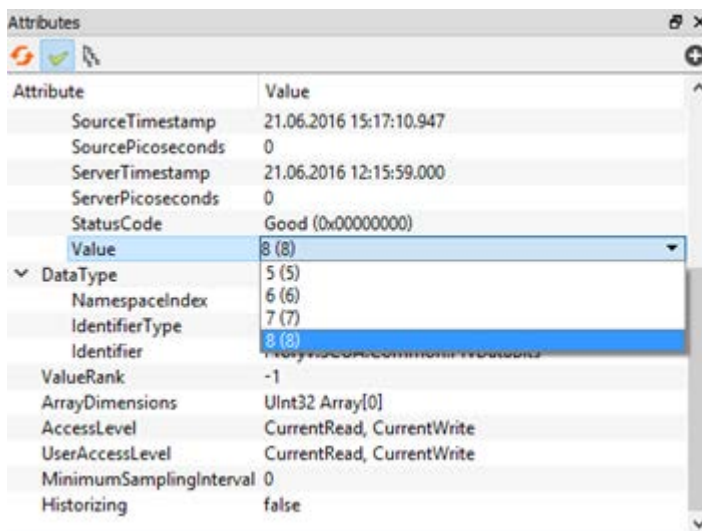 Attributes
Attribute Value
SourceTimestamp 21.06.2016 15:17:10.947
SourcePicoseconds 0
ServerTimestamp 21.06.2016 12:15:59.000
ServerPicoseconds 0
StatusCode Good (0x00000000)
Value 8 (8)
DataType 5 (5)
NamespaceIndex 6 (6)
IdentifierType 7 (7)
8 (8)
Identifier
ValueRank -1
ArrayDimensions UInt32 Array[0]
AccessLevel CurrentRead, CurrentWrite
UserAccessLevel CurrentRead, CurrentWrite
MinimumSamplingInterval 0
Historizing false